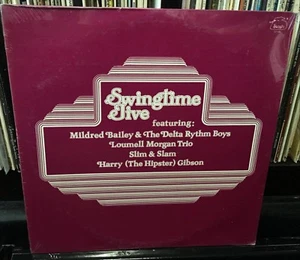 Swingtime
Jive
featuring:
Mildred Bailey & The Delta Rythm Boys
Loumell Morgan Trio
Slim & Slam
Harry (The Hipster) Gibson